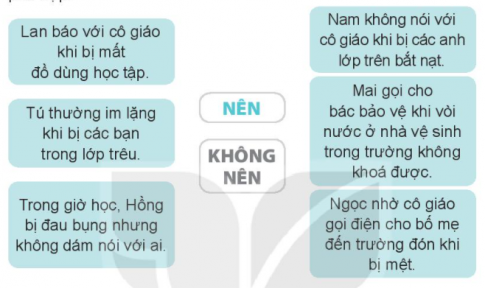 Lan báo với cô giáo
khi bị mất
đồ dùng học tập.
Tú thường im lặng
khi bị các bạn
trong lớp trêu.
Trong giờ học, Hồng
bị đau bụng nhưng
không dám nói với ai.
NÊN
KHÔNG
NÊN
Nam không nói với
cô giáo khi bị các anh
lớp trên bắt nạt.
Mai gọi cho
bác bảo vệ khi vòi
nước ở nhà vệ sinh
trong trường không
khoá được.
Ngọc nhờ cô giáo
gọi điện cho bố mẹ
đến trường đón khi
bị mệt.